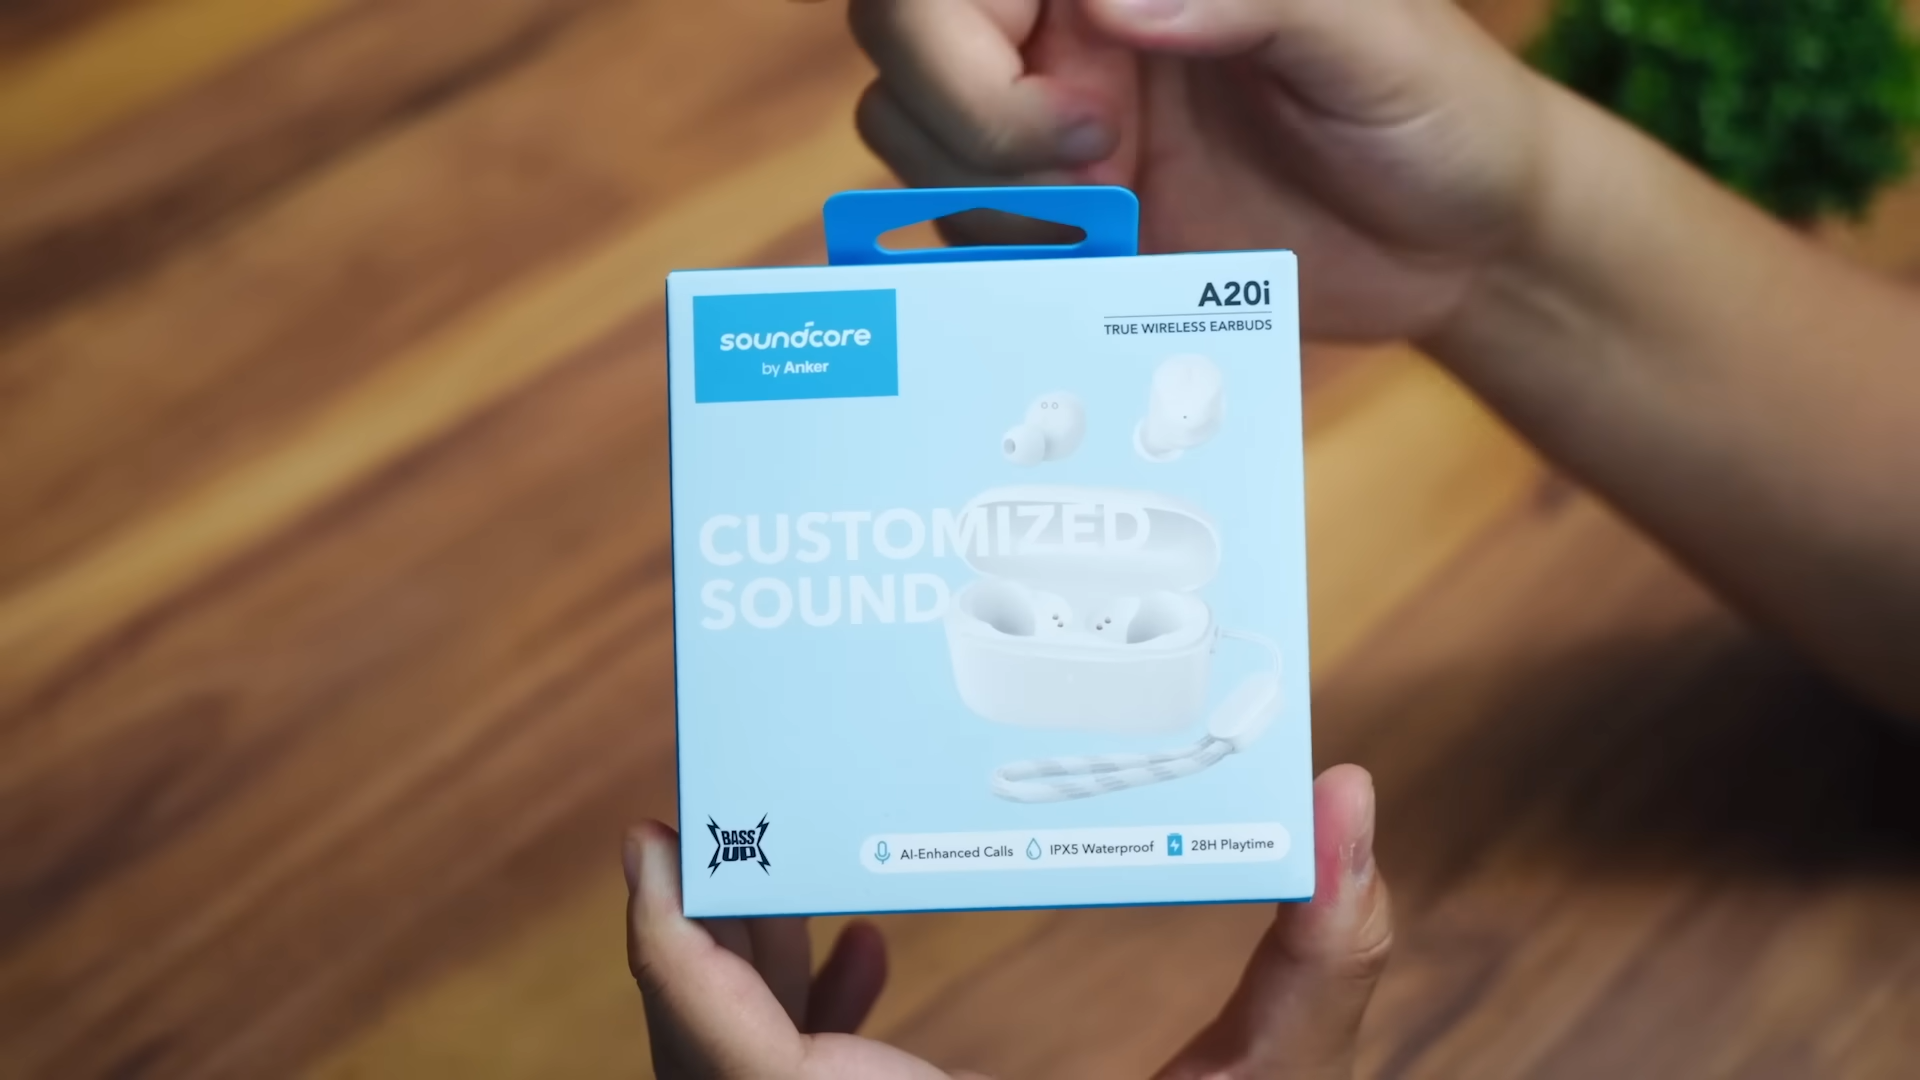 soundcore
by Anker
A20i
TRUE WIRELESS EARBUDS
CUSTOMIZED
SOUND
BASS
UP
AI-Enhanced Calls IPX5 Waterproof 28H Playtime